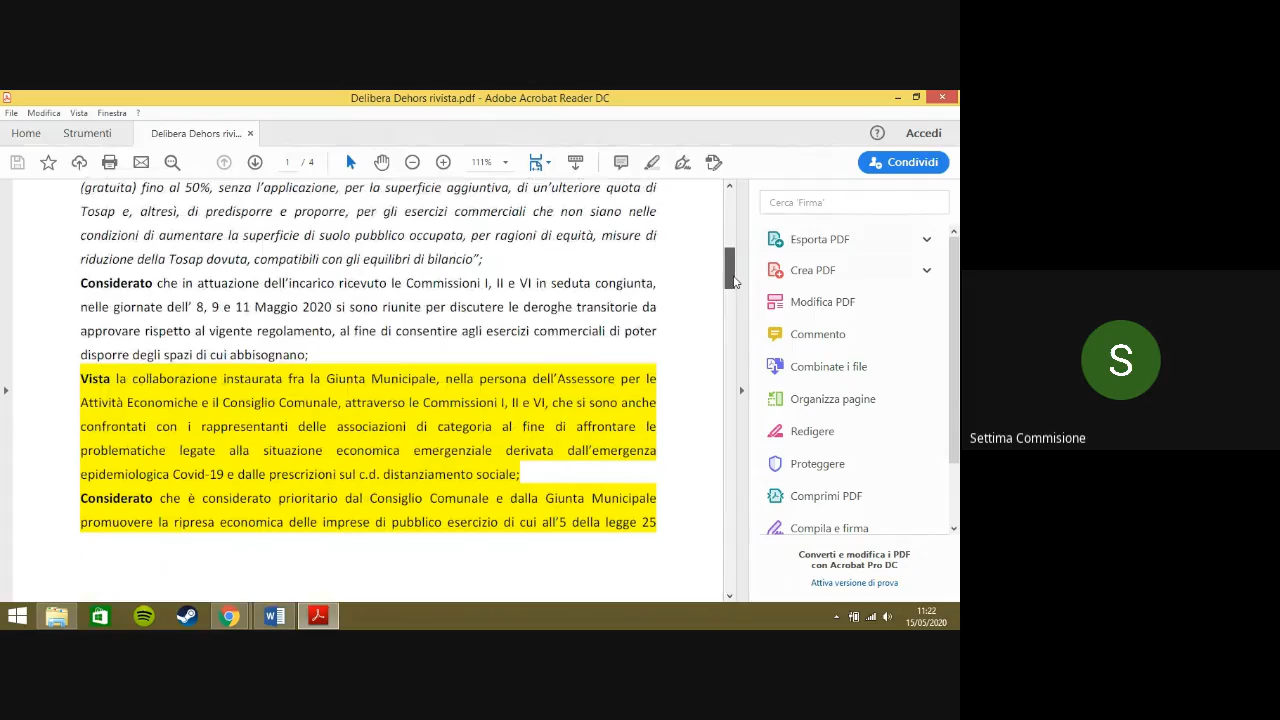 Delibera Dehors rivista.pdf - Adobe Acrobat Reader DC
File Modifica Vista Finestra ?
Home Strumenti Delibera Dehors rivi... × Accedi
1 / 4 111% Condividi
(gratuita) fino al 50%, senza l'applicazione, per la superficie aggiuntiva, di un'ulteriore quota di
Tosap e, altresì, di predisporre e proporre, per gli esercizi commerciali che non siano nelle
condizioni di aumentare la superficie di suolo pubblico occupata, per ragioni di equità, misure di
riduzione della Tosap dovuta, compatibili con gli equilibri di bilancio";
Considerato che in attuazione dell'incarico ricevuto le Commissioni I, II e VI in seduta congiunta,
nelle giornate dell' 8, 9 e 11 Maggio 2020 si sono riunite per discutere le deroghe transitorie da
approvare rispetto al vigente regolamento, al fine di consentire agli esercizi commerciali di poter
disporre degli spazi di cui abbisognano;
Vista la collaborazione instaurata fra la Giunta Municipale, nella persona dell'Assessore per le
Attività Economiche e il Consiglio Comunale, attraverso le Commissioni I, II e VI, che si sono anche
confrontati con i rappresentanti delle associazioni di categoria al fine di affrontare le
problematiche legate alla situazione economica emergenziale derivata dall'emergenza
epidemiologica Covid-19 e dalle prescrizioni sul c.d. distanziamento sociale;
Considerato che è considerato prioritario dal Consiglio Comunale e dalla Giunta Municipale
promuovere la ripresa economica delle imprese di pubblico esercizio di cui all'5 della legge 25
Cerca 'Firma'
Esporta PDF
Crea PDF
Modifica PDF
Commento
Combinate i file
Organizza pagine
Redigere
Proteggere
Comprimi PDF
Compila e firma
Converti e modifica i PDF
con Acrobat Pro DC
Attiva versione di prova
11:22
15/05/2020
S
Settima Commisione